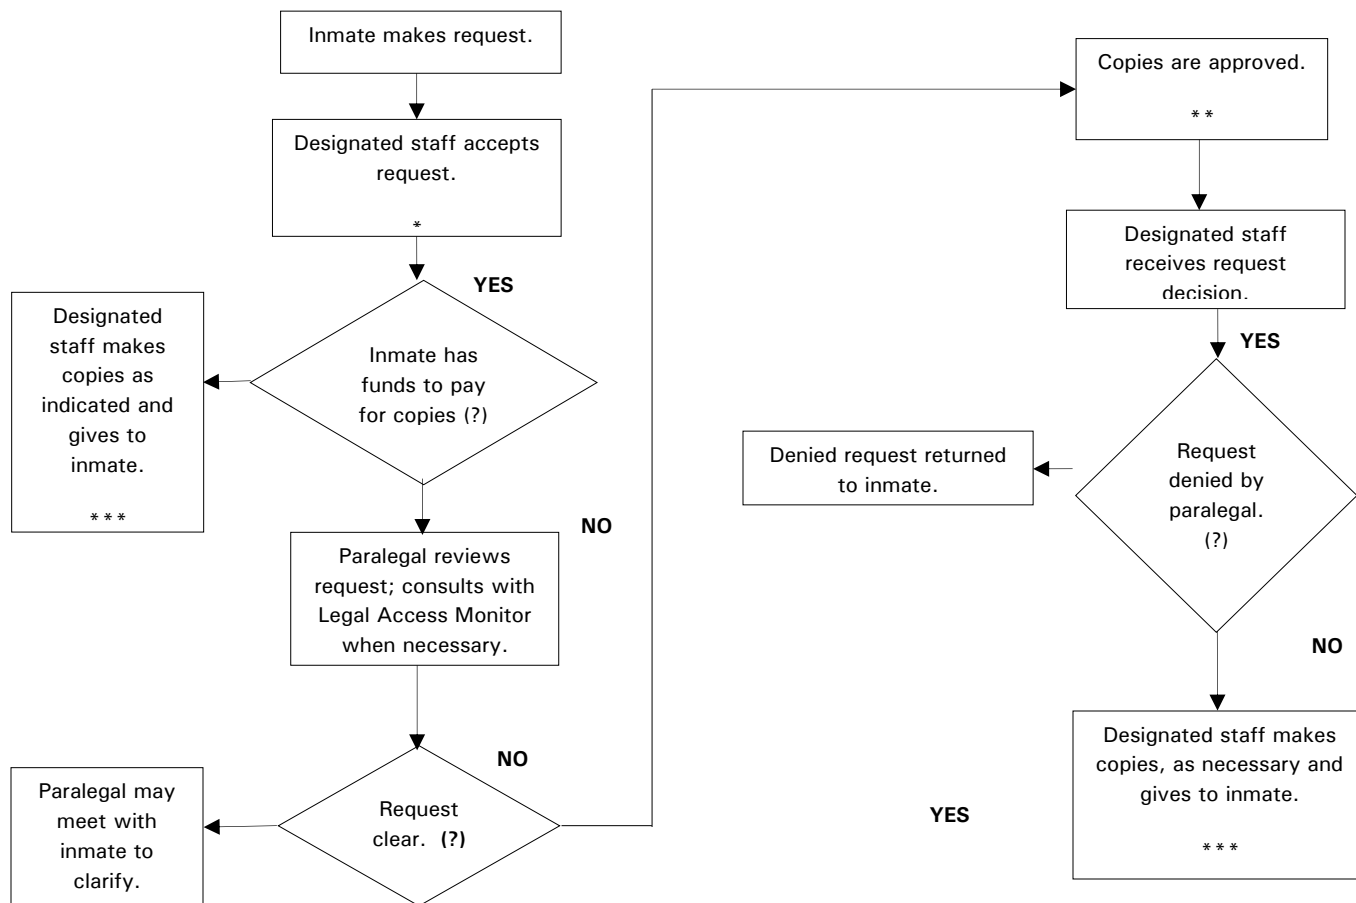 Inmate makes request.
Designated staff accepts
request.
*
YES
Inmate has
funds to pay
for copies (?)
Designated
staff makes
copies as
indicated and
gives to
inmate.
***
NO
Paralegal reviews
request; consults with
Legal Access Monitor
when necessary.
NO
Request
clear. (?)
Paralegal may
meet with
inmate to
clarify.
YES
Copies are approved.
**
Designated staff
receives request
decision.
YES
Request
denied by
paralegal.
(?)
Denied request returned
to inmate.
NO
Designated staff makes
copies, as necessary and
gives to inmate.
***